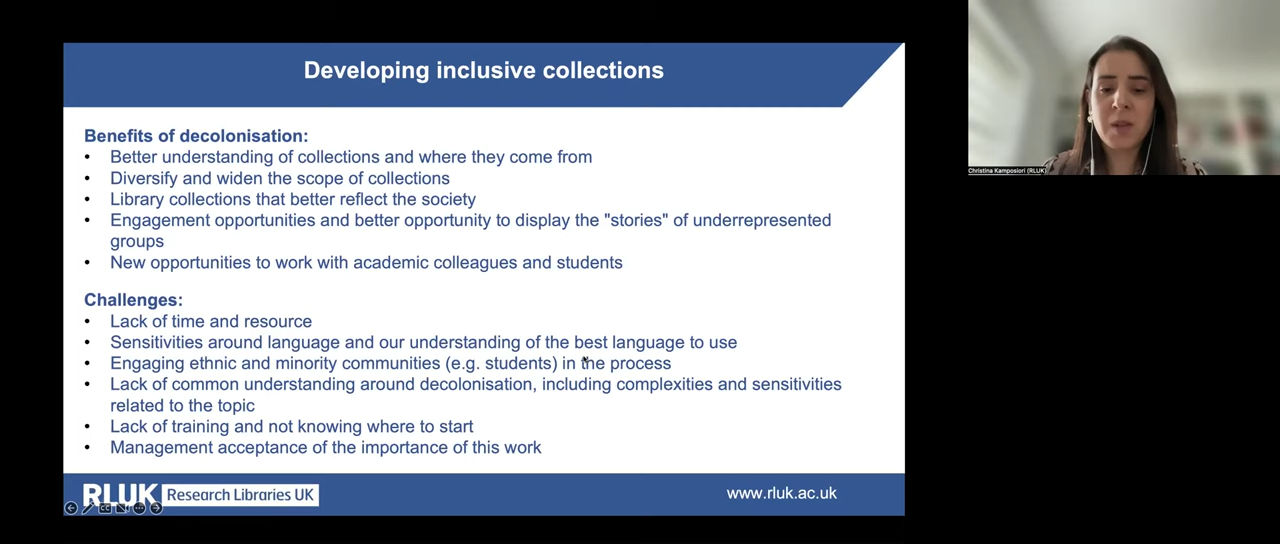 Developing inclusive collections
Benefits of decolonisation:
• Better understanding of collections and where they come from
• Diversify and widen the scope of collections
• Library collections that better reflect the society
• Engagement opportunities and better opportunity to display the "stories" of underrepresented
groups
• New opportunities to work with academic colleagues and students
Challenges:
• Lack of time and resource
• Sensitivities around language and our understanding of the best language to use
• Engaging ethnic and minority communities (e.g. students) in the process
• Lack of common understanding around decolonisation, including complexities and sensitivities
related to the topic
• Lack of training and not knowing where to start
• Management acceptance of the importance of this work
RLUK Research Libraries UK
www.rluk.ac.uk
Christina Kamposiori (RLUK)